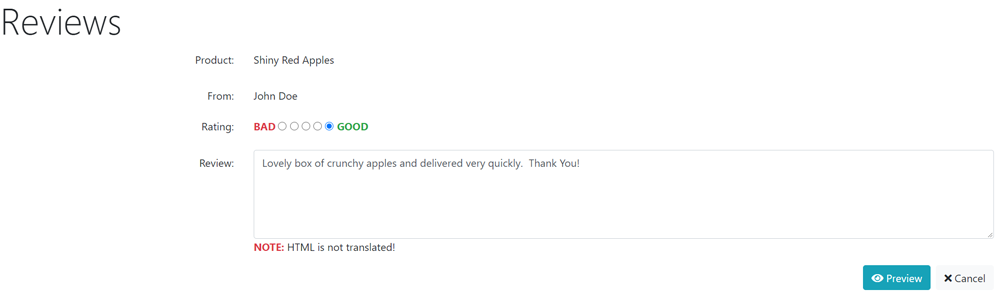 Reviews
Product: Shiny Red Apples
From: John Doe
Rating: BAD GOOD
Review: Lovely box of crunchy apples and delivered very quickly.  Thank You!
NOTE: HTML is not translated!
Preview Cancel